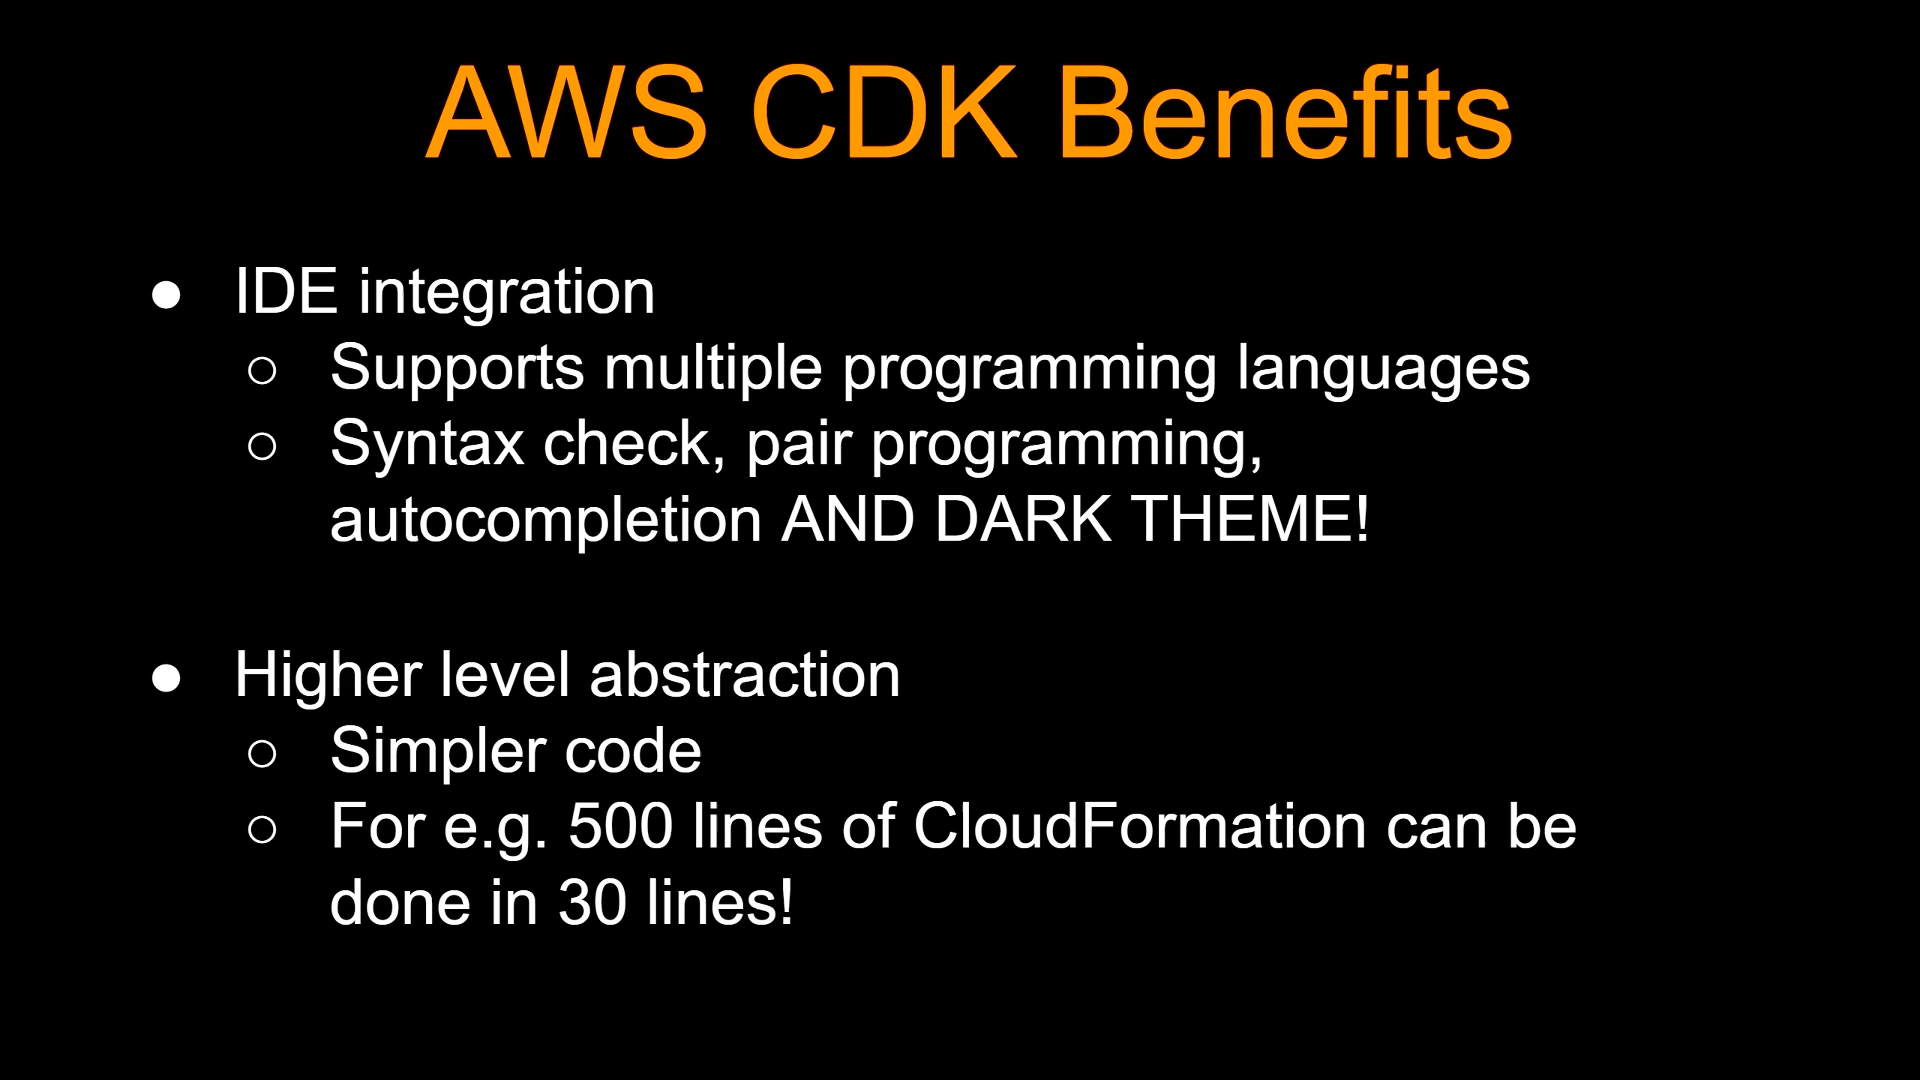 AWS CDK Benefits
● IDE integration
○ Supports multiple programming languages
○ Syntax check, pair programming,
autocompletion AND DARK THEME!
● Higher level abstraction
○ Simpler code
○ For e.g. 500 lines of CloudFormation can be
done in 30 lines!